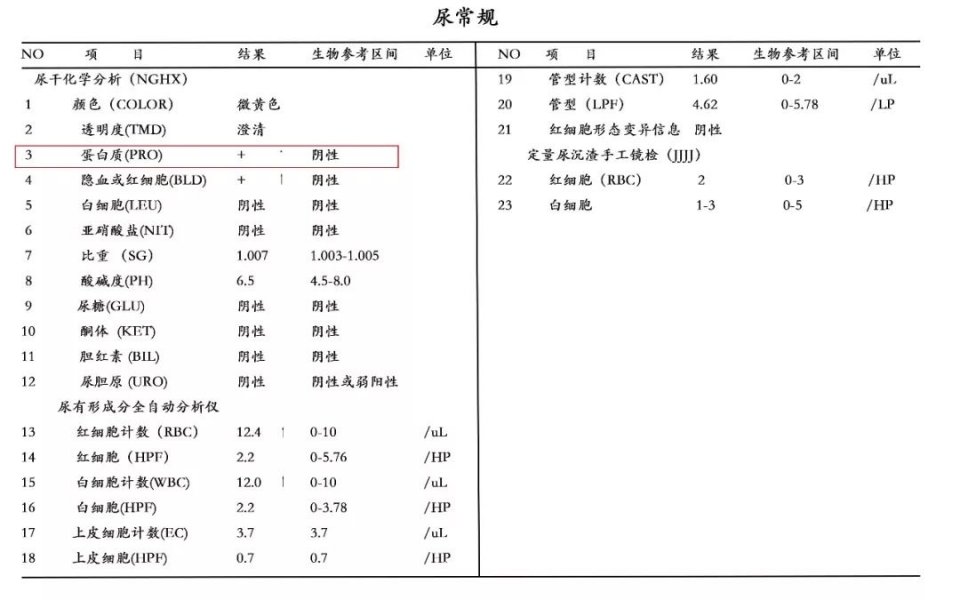 尿常规
NO 项 目 结果 生物参考区间 单位
尿干化学分析（NGHX）
1 颜色（COLOR） 微黄色
2 透明度(TMD) 澄清
3 蛋白质(PRO) + 阴性
4 隐血或红细胞(BLD) + ↑ 阴性
5 白细胞(LEU) 阴性 阴性
6 亚硝酸盐(NIT) 阴性 阴性
7 比重（SG） 1.007 1.003-1.005
8 酸碱度(PH) 6.5 4.5-8.0
9 尿糖(GLU) 阴性 阴性
10 酮体（KET) 阴性 阴性
11 胆红素(BIL) 阴性 阴性
12 尿胆原(URO) 阴性 阴性或弱阳性
尿有形成分全自动分析仪
13 红细胞计数（RBC） 12.4 ↑ 0-10 /uL
14 红细胞（HPF） 2.2 0-5.76 /HP
15 白细胞计数(WBC) 12.0 ↑ 0-10 /uL
16 白细胞(HPF) 2.2 0-3.78 /HP
17 上皮细胞计数(EC) 3.7 3.7 /uL
18 上皮细胞(HPF) 0.7 0.7 /HP
NO 项 目 结果 生物参考区间 单位
19 管型计数（CAST） 1.60 0-2 /uL
20 管型（LPF） 4.62 0-5.78 /LP
21 红细胞形态变异信息 阴性
定量尿沉渣手工镜检（JJJJ）
22 红细胞（RBC） 2 0-3 /HP
23 白细胞 1-3 0-5 /HP